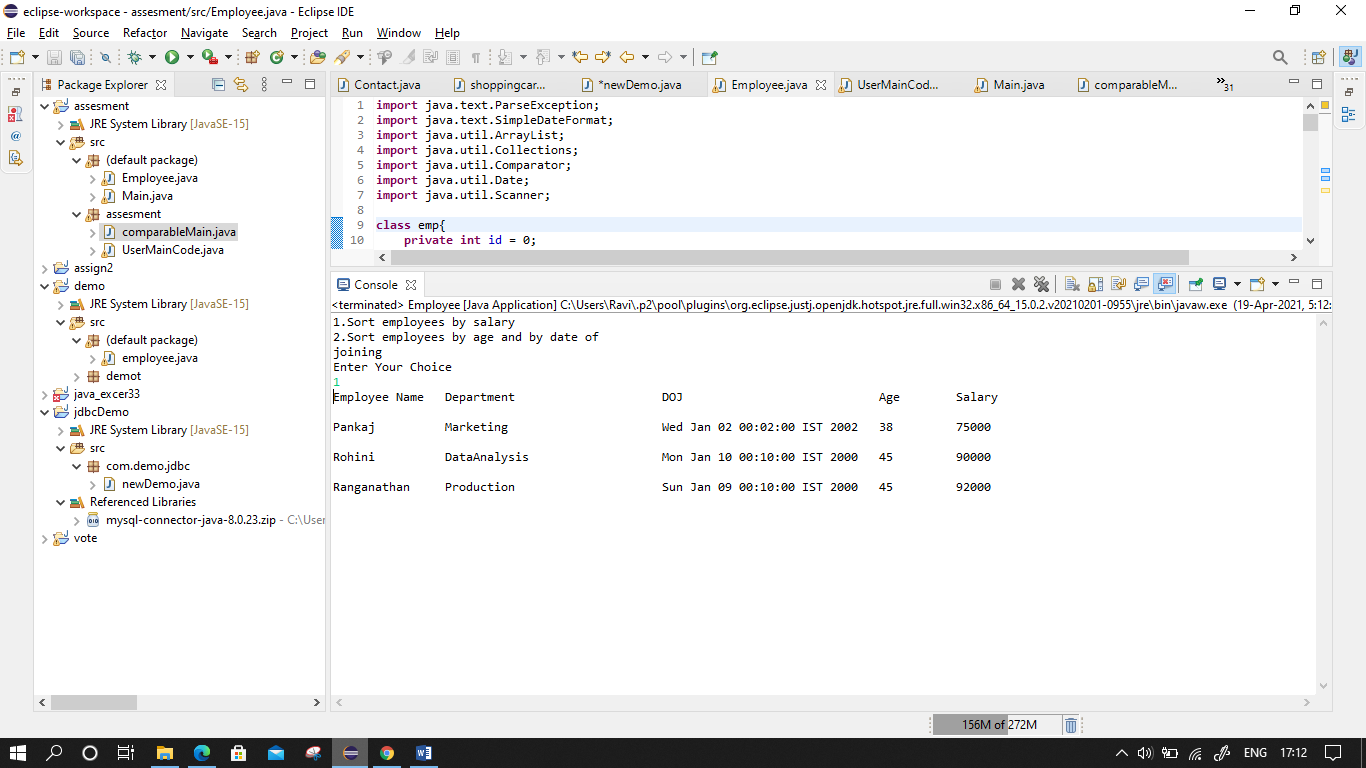 eclipse-workspace - assesment/src/Employee.java - Eclipse IDE
File Edit Source Refactor Navigate Search Project Run Window Help
Package Explorer
assesment
JRE System Library [JavaSE-15]
src
(default package)
Employee.java
Main.java
assesment
comparableMain.java
UserMainCode.java
assign2
demo
JRE System Library [JavaSE-15]
src
(default package)
employee.java
demot
java_excer33
jdbcDemo
JRE System Library [JavaSE-15]
src
com.demo.jdbc
newDemo.java
Referenced Libraries
mysql-connector-java-8.0.23.zip - C:\User
vote
Contact.java shoppingcar... *newDemo.java Employee.java UserMainCod... Main.java comparableM... »31
1 import java.text.ParseException;
2 import java.text.SimpleDateFormat;
3 import java.util.ArrayList;
4 import java.util.Collections;
5 import java.util.Comparator;
6 import java.util.Date;
7 import java.util.Scanner;
8
9 class emp{
10 private int id = 0;
Console
<terminated> Employee [Java Application] C:\Users\Ravi\.p2\pool\plugins\org.eclipse.justj.openjdk.hotspot.jre.full.win32.x86_64_15.0.2.v20210201-0955\jre\bin\javaw.exe (19-Apr-2021, 5:12:
1.Sort employees by salary
2.Sort employees by age and by date of
joining
Enter Your Choice
1
Employee Name Department DOJ Age Salary
Pankaj Marketing Wed Jan 02 00:02:00 IST 2002 38 75000
Rohini DataAnalysis Mon Jan 10 00:10:00 IST 2000 45 90000
Ranganathan Production Sun Jan 09 00:10:00 IST 2000 45 92000
156M of 272M
ENG 17:12